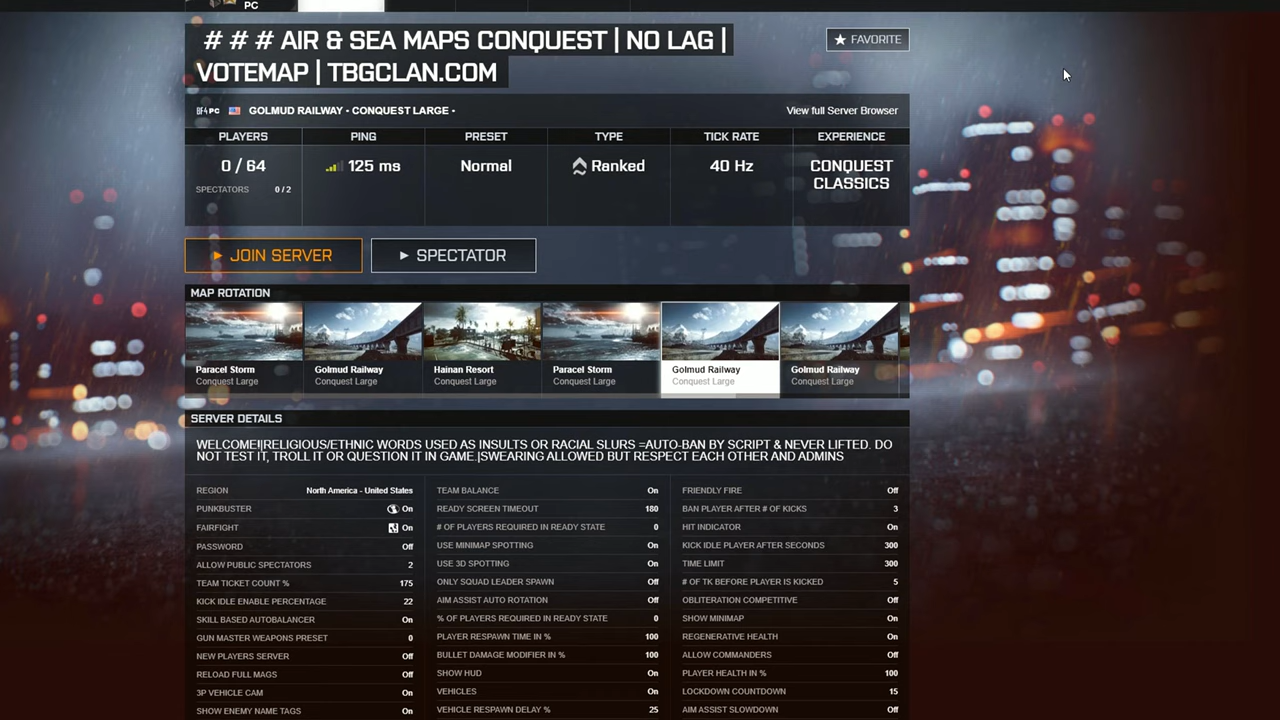 PC
# # # AIR & SEA MAPS CONQUEST | NO LAG |
VOTEMAP | TBGCLAN.COM
★ FAVORITE
BF4 PC GOLMUD RAILWAY - CONQUEST LARGE -
View full Server Browser
PLAYERS PING PRESET TYPE TICK RATE EXPERIENCE
0 / 64 125 ms Normal Ranked 40 Hz CONQUEST
CLASSICS
SPECTATORS 0 / 2
JOIN SERVER SPECTATOR
MAP ROTATION
Paracel Storm Golmud Railway Hainan Resort Paracel Storm Golmud Railway Golmud Railway
Conquest Large Conquest Large Conquest Large Conquest Large Conquest Large Conquest Large
SERVER DETAILS
WELCOME!|RELIGIOUS/ETHNIC WORDS USED AS INSULTS OR RACIAL SLURS =AUTO-BAN BY SCRIPT & NEVER LIFTED. DO
NOT TEST IT, TROLL IT OR QUESTION IT IN GAME.|SWEARING ALLOWED BUT RESPECT EACH OTHER AND ADMINS
REGION North America - United States
PUNKBUSTER On
FAIRFIGHT On
PASSWORD Off
ALLOW PUBLIC SPECTATORS 2
TEAM TICKET COUNT % 175
KICK IDLE ENABLE PERCENTAGE 22
SKILL BASED AUTOBALANCER On
GUN MASTER WEAPONS PRESET 0
NEW PLAYERS SERVER Off
RELOAD FULL MAGS Off
3P VEHICLE CAM On
SHOW ENEMY NAME TAGS On
TEAM BALANCE On
READY SCREEN TIMEOUT 180
# OF PLAYERS REQUIRED IN READY STATE 0
USE MINIMAP SPOTTING On
USE 3D SPOTTING On
ONLY SQUAD LEADER SPAWN Off
AIM ASSIST AUTO ROTATION Off
% OF PLAYERS REQUIRED IN READY STATE 0
PLAYER RESPAWN TIME IN % 100
BULLET DAMAGE MODIFIER IN % 100
SHOW HUD On
VEHICLES On
VEHICLE RESPAWN DELAY % 25
FRIENDLY FIRE Off
BAN PLAYER AFTER # OF KICKS 3
HIT INDICATOR On
KICK IDLE PLAYER AFTER SECONDS 300
TIME LIMIT 300
# OF TK BEFORE PLAYER IS KICKED 5
OBLITERATION COMPETITIVE Off
SHOW MINIMAP On
REGENERATIVE HEALTH On
ALLOW COMMANDERS Off
PLAYER HEALTH IN % 100
LOCKDOWN COUNTDOWN 15
AIM ASSIST SLOWDOWN Off